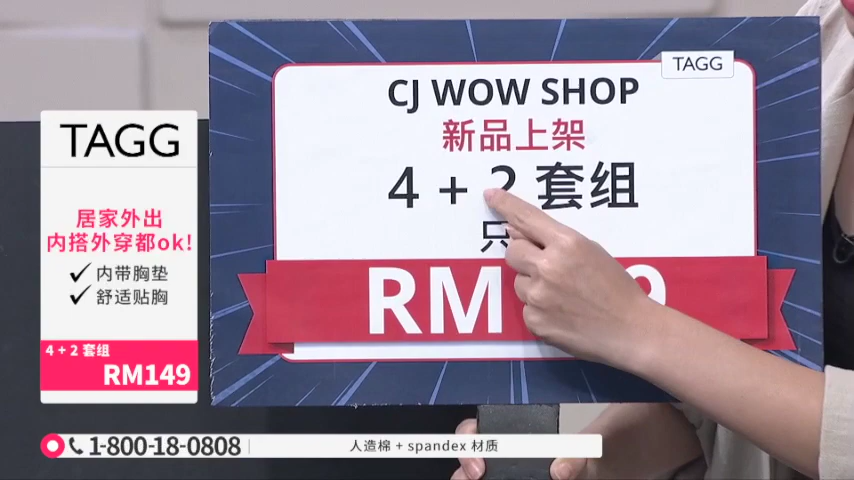 TAGG
CJ WOW SHOP
新品上架
4 + 2 套组
只
RM
TAGG
居家外出
内搭外穿都ok!
内带胸垫
舒适贴胸
4 + 2 套组
RM149
1-800-18-0808
人造棉 + spandex 材质